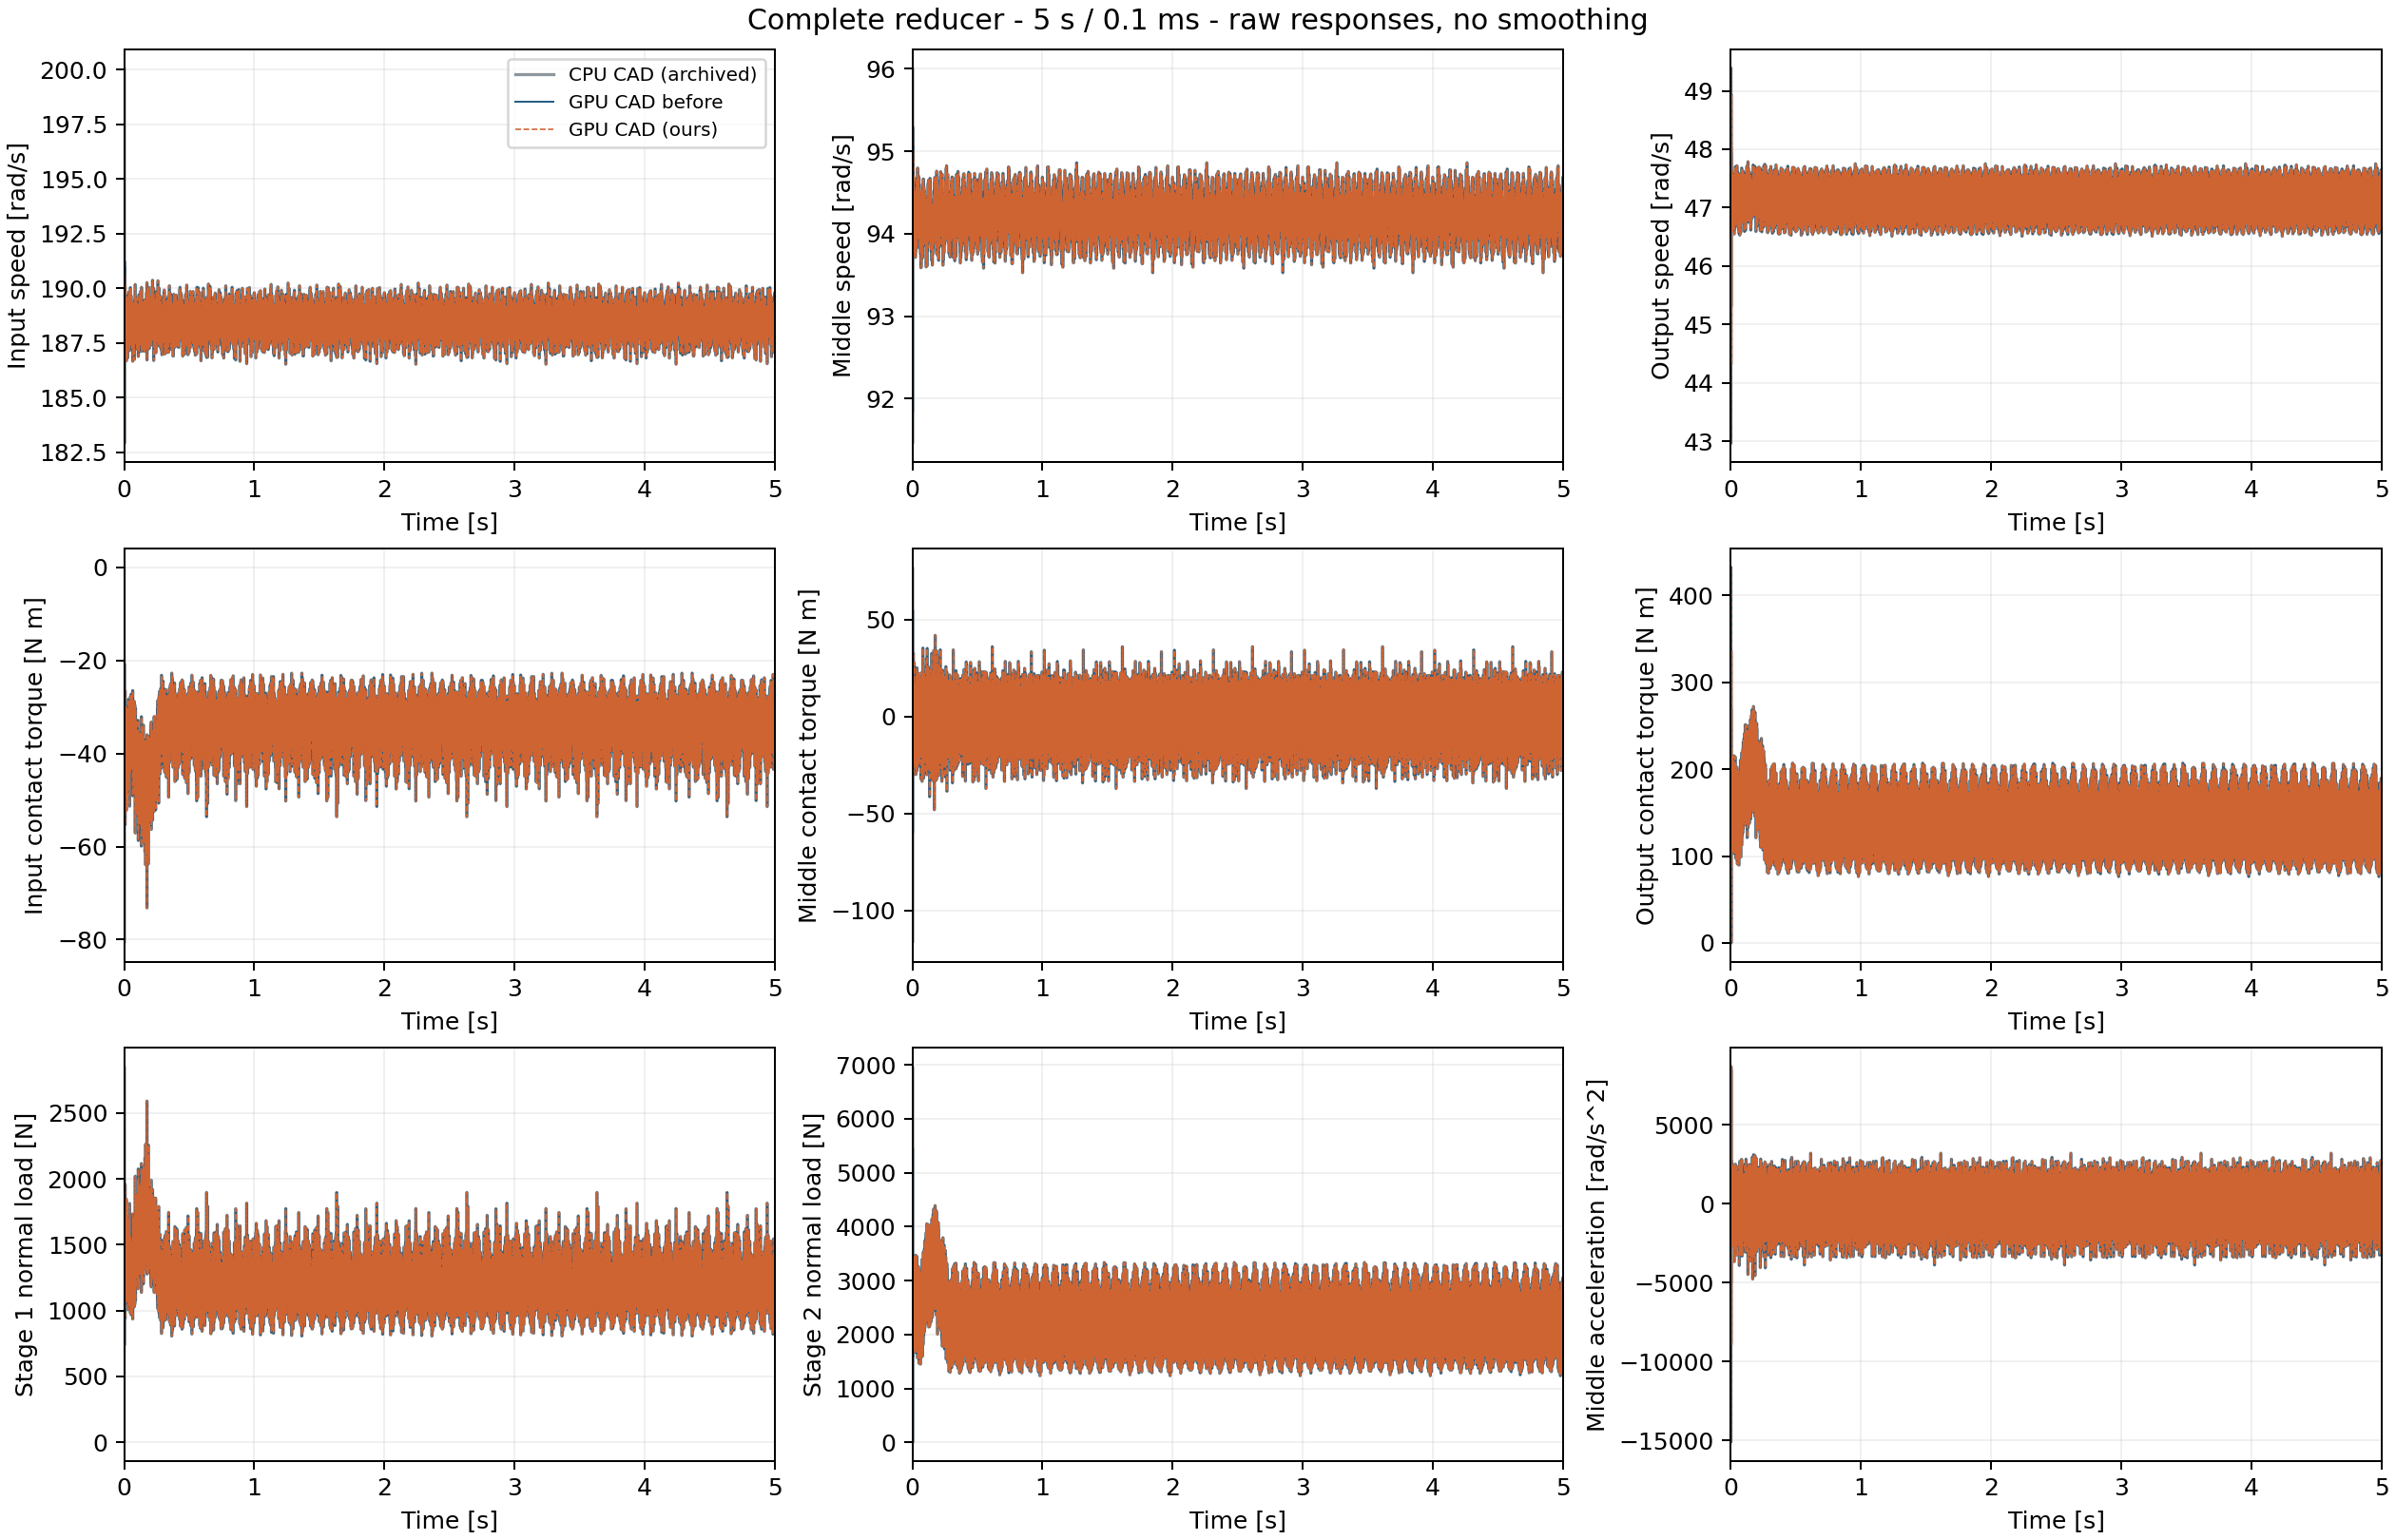 Complete reducer - 5 s / 0.1 ms - raw responses, no smoothing
Input speed [rad/s]
200.0
197.5
195.0
192.5
190.0
187.5
185.0
182.5
CPU CAD (archived)
GPU CAD before
GPU CAD (ours)
0 1 2 3 4 5
Time [s]
Middle speed [rad/s]
96
95
94
93
92
0 1 2 3 4 5
Time [s]
Output speed [rad/s]
49
48
47
46
45
44
43
0 1 2 3 4 5
Time [s]
Input contact torque [N m]
0
−20
−40
−60
−80
0 1 2 3 4 5
Time [s]
Middle contact torque [N m]
50
0
−50
−100
0 1 2 3 4 5
Time [s]
Output contact torque [N m]
400
300
200
100
0
0 1 2 3 4 5
Time [s]
Stage 1 normal load [N]
2500
2000
1500
1000
500
0
0 1 2 3 4 5
Time [s]
Stage 2 normal load [N]
7000
6000
5000
4000
3000
2000
1000
0
0 1 2 3 4 5
Time [s]
Middle acceleration [rad/s^2]
5000
0
−5000
−10000
−15000
0 1 2 3 4 5
Time [s]